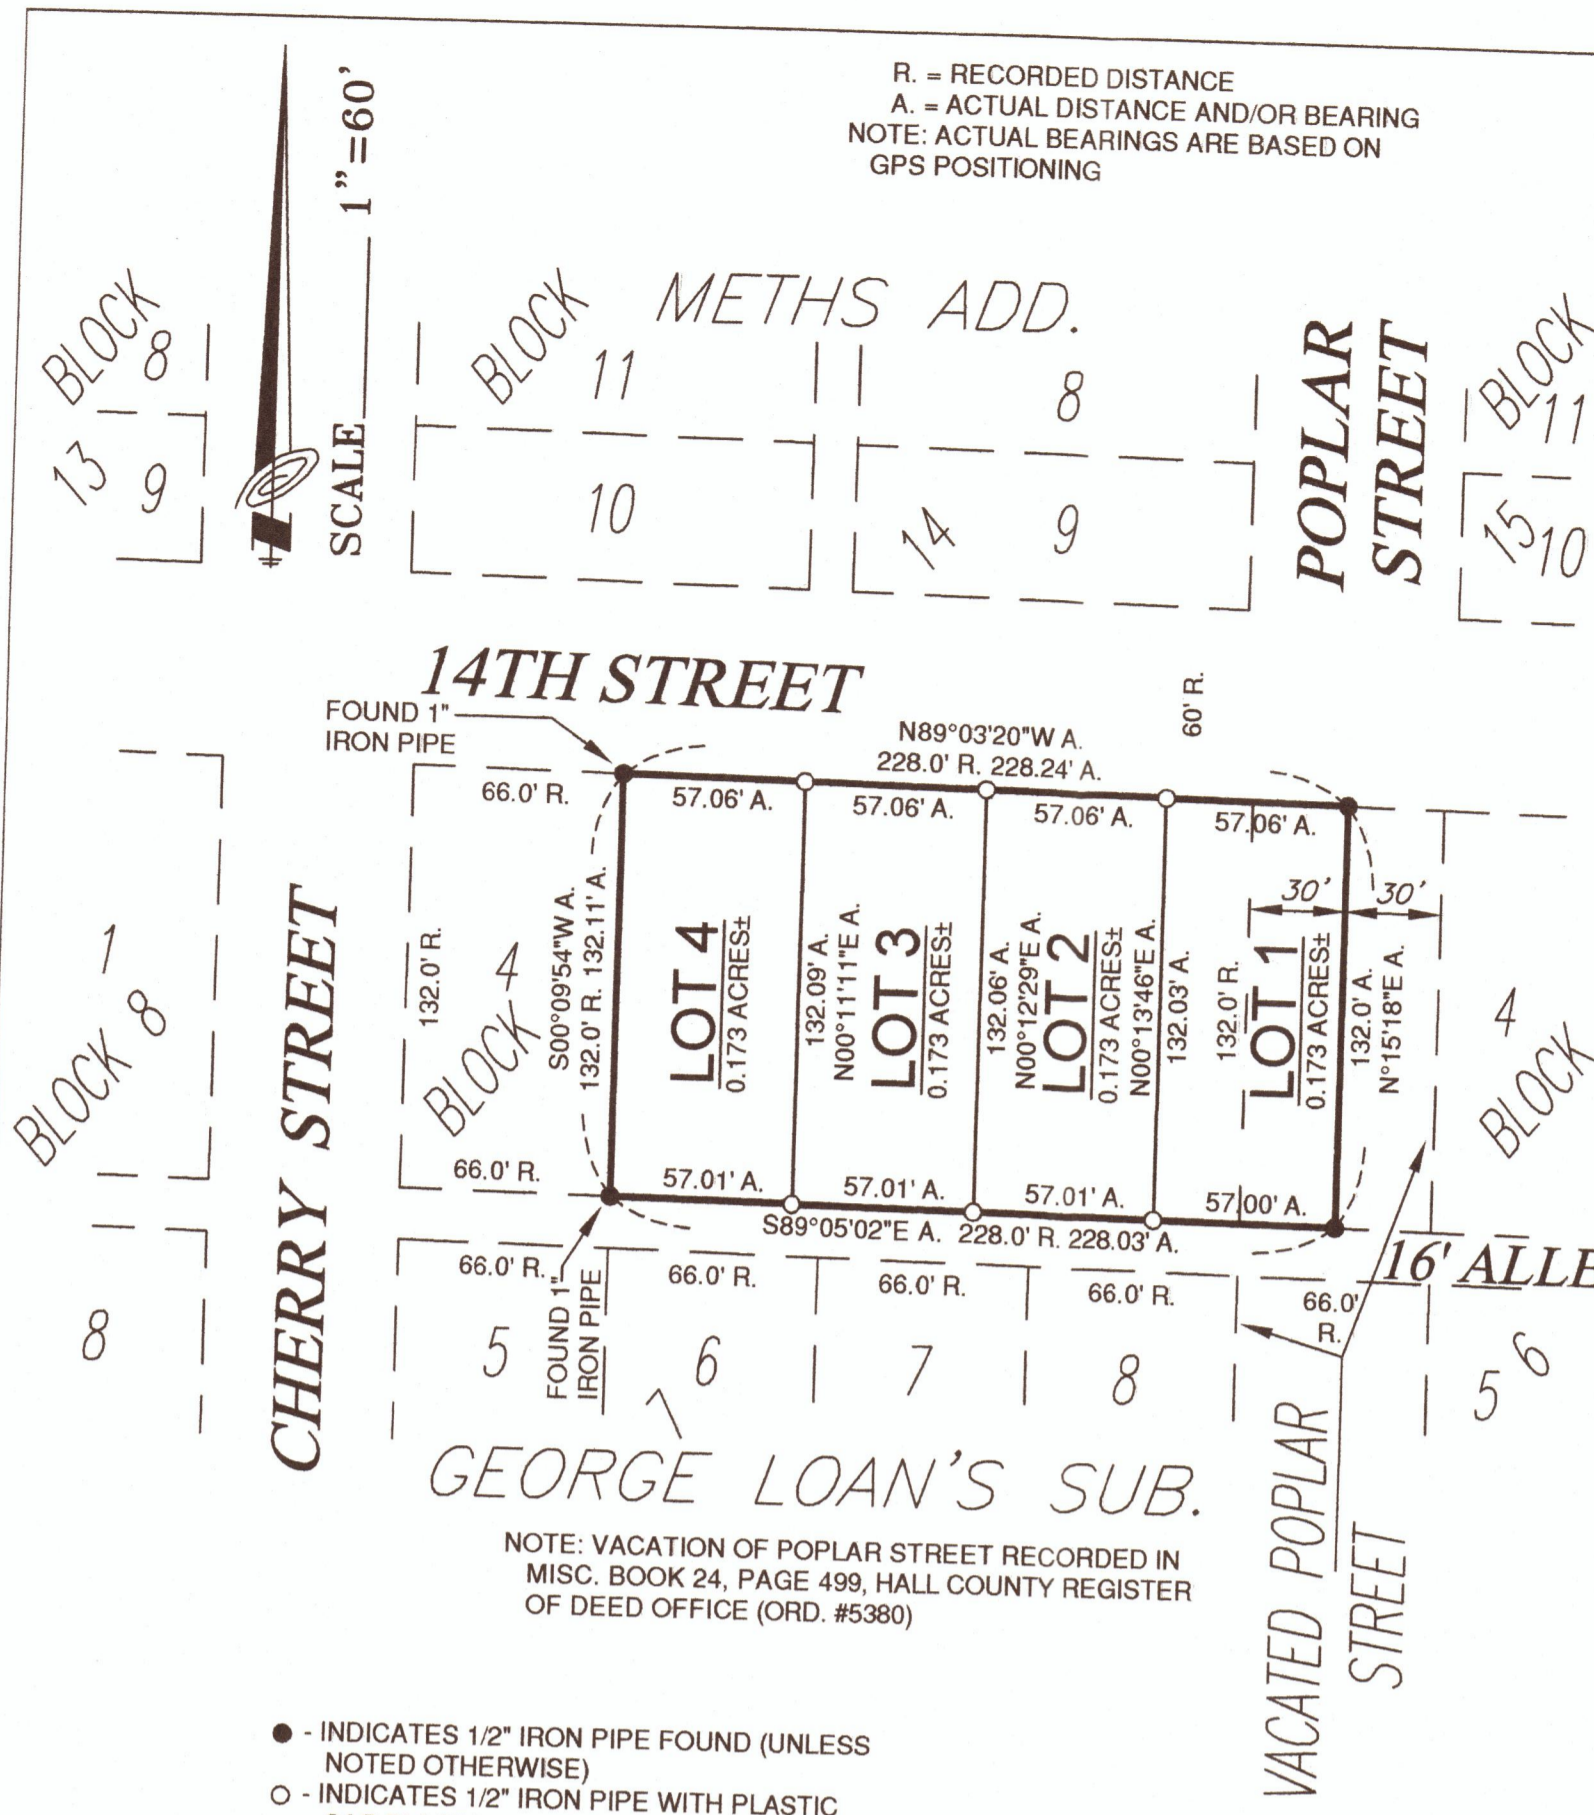 R. = RECORDED DISTANCE
A. = ACTUAL DISTANCE AND/OR BEARING
NOTE: ACTUAL BEARINGS ARE BASED ON
GPS POSITIONING
SCALE 1"=60'
METHS ADD.
BLOCK
8
13
9
BLOCK
11
10
8
14
9
POPLAR
STREET
BLOCK
11
15
10
14TH STREET
60' R.
FOUND 1"
IRON PIPE
N89°03'20"W A.
228.0' R. 228.24' A.
66.0' R.
57.06' A.
57.06' A.
57.06' A.
57.06' A.
30'
30'
1
BLOCK 8
CHERRY STREET
132.0' R.
4
BLOCK
S00°09'54"W A.
132.0' R. 132.11' A.
LOT 4
0.173 ACRES±
132.09' A.
N00°11'11"E A.
LOT 3
0.173 ACRES±
132.06' A.
N00°12'29"E A.
LOT 2
0.173 ACRES±
N00°13'46"E A.
132.03' A.
132.0' R.
LOT 1
0.173 ACRES±
132.0' A.
N°15'18"E A.
4
BLOCK
66.0' R.
57.01' A.
57.01' A.
57.01' A.
57.00' A.
S89°05'02"E A. 228.0' R. 228.03' A.
16' ALLE
66.0' R.
FOUND 1"
IRON PIPE
66.0' R.
66.0' R.
66.0' R.
66.0'
R.
8
5
6
7
8
5
6
GEORGE LOAN'S SUB.
VACATED POPLAR
STREET
NOTE: VACATION OF POPLAR STREET RECORDED IN
MISC. BOOK 24, PAGE 499, HALL COUNTY REGISTER
OF DEED OFFICE (ORD. #5380)
- INDICATES 1/2" IRON PIPE FOUND (UNLESS
NOTED OTHERWISE)
- INDICATES 1/2" IRON PIPE WITH PLASTIC